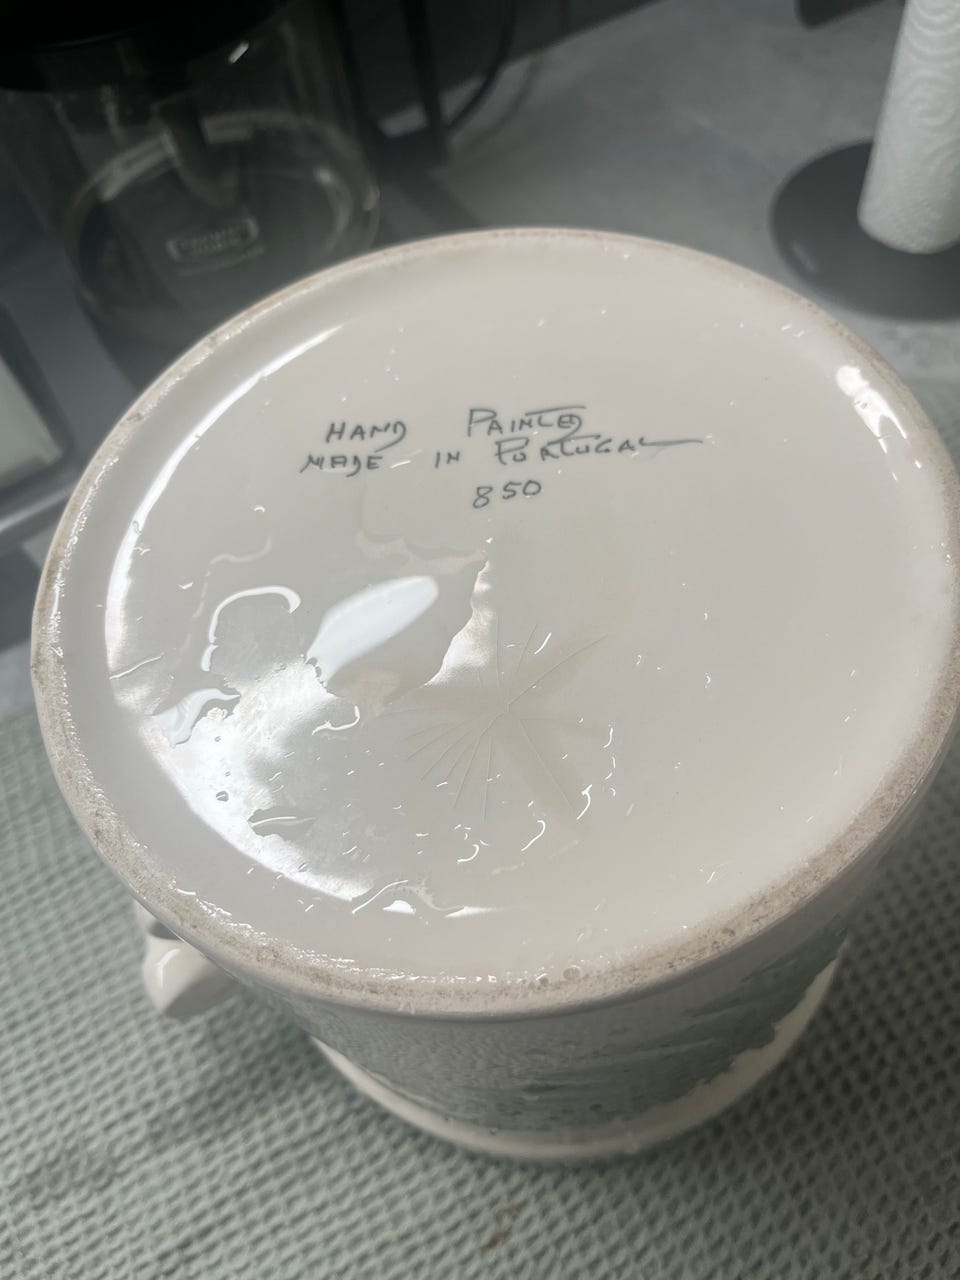 HAND PAINTED
MADE IN PORTUGAL
850